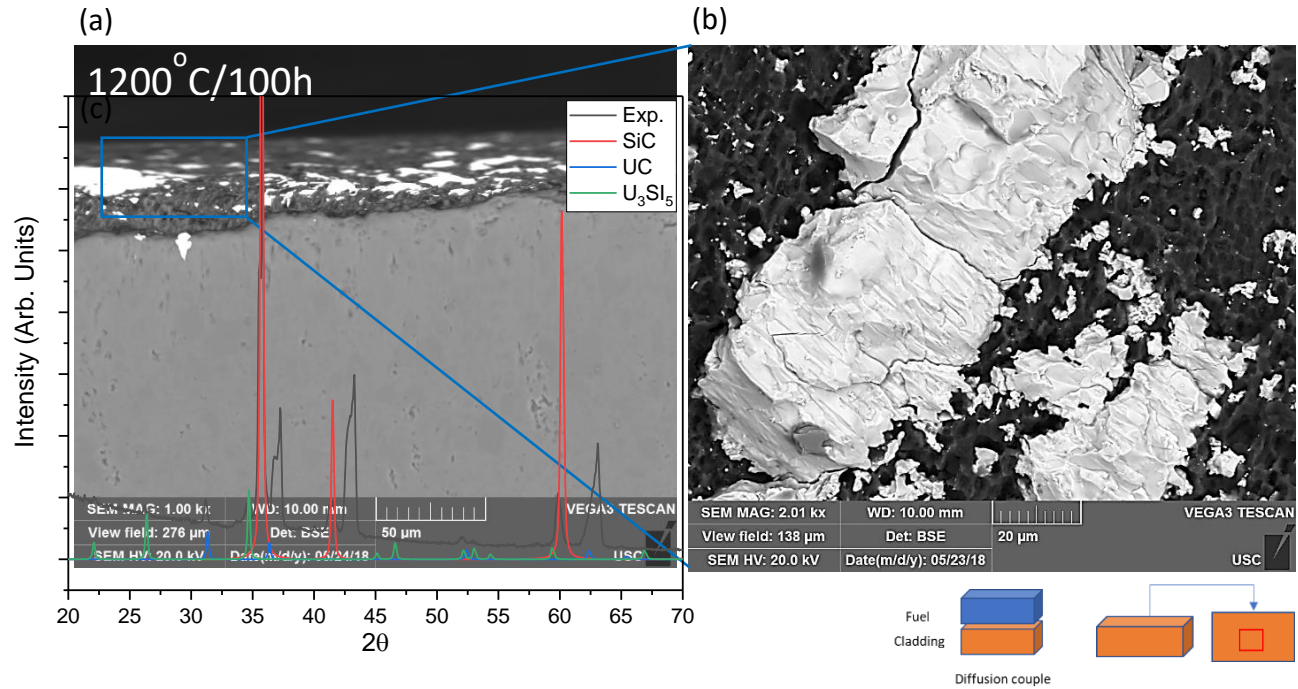 (a)
(b)
1200°C/100h
(c)
Exp.
SiC
UC
U₃SI₅
Intensity (Arb. Units)
SEM MAG: 1.00 kx WD: 10.00 mm VEGA3 TESCAN
View field: 276 µm Det: BSE 50 µm
SEM HV: 20.0 kV Date(m/d/y): 05/24/18 USC
20 25 30 35 40 45 50 55 60 65 70
2θ
SEM MAG: 2.01 kx WD: 10.00 mm VEGA3 TESCAN
View field: 138 µm Det: BSE 20 µm
SEM HV: 20.0 kV Date(m/d/y): 05/23/18 USC
Fuel
Cladding
Diffusion couple